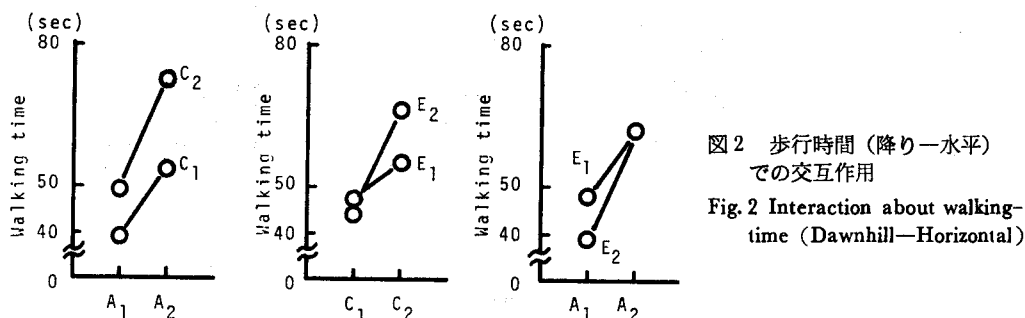 (sec)
80
50
40
0
Walking time
C2
C1
A1 A2
(sec)
80
50
40
0
Walking time
E2
E1
C1 C2
(sec)
80
50
40
0
Walking time
E1
E2
A1 A2
図2 歩行時間（降り—水平）
での交互作用
Fig. 2 Interaction about walking-
time (Dawnhill—Horizontal)